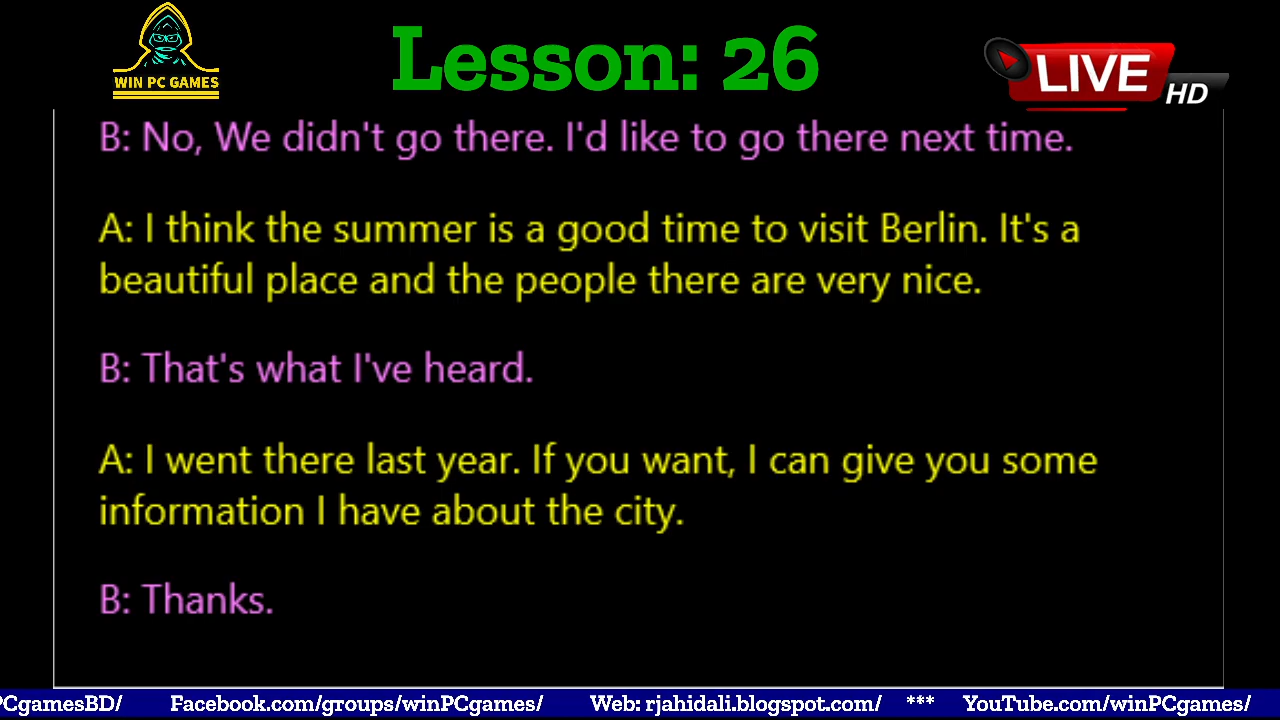 WIN PC GAMES
Lesson: 26
LIVE
HD
B: No, We didn't go there. I'd like to go there next time.
A: I think the summer is a good time to visit Berlin. It's a
beautiful place and the people there are very nice.
B: That's what I've heard.
A: I went there last year. If you want, I can give you some
information I have about the city.
B: Thanks.
PCgamesBD/ Facebook.com/groups/winPCgames/ Web: rjahidali.blogspot.com/ *** YouTube.com/winPCgames/